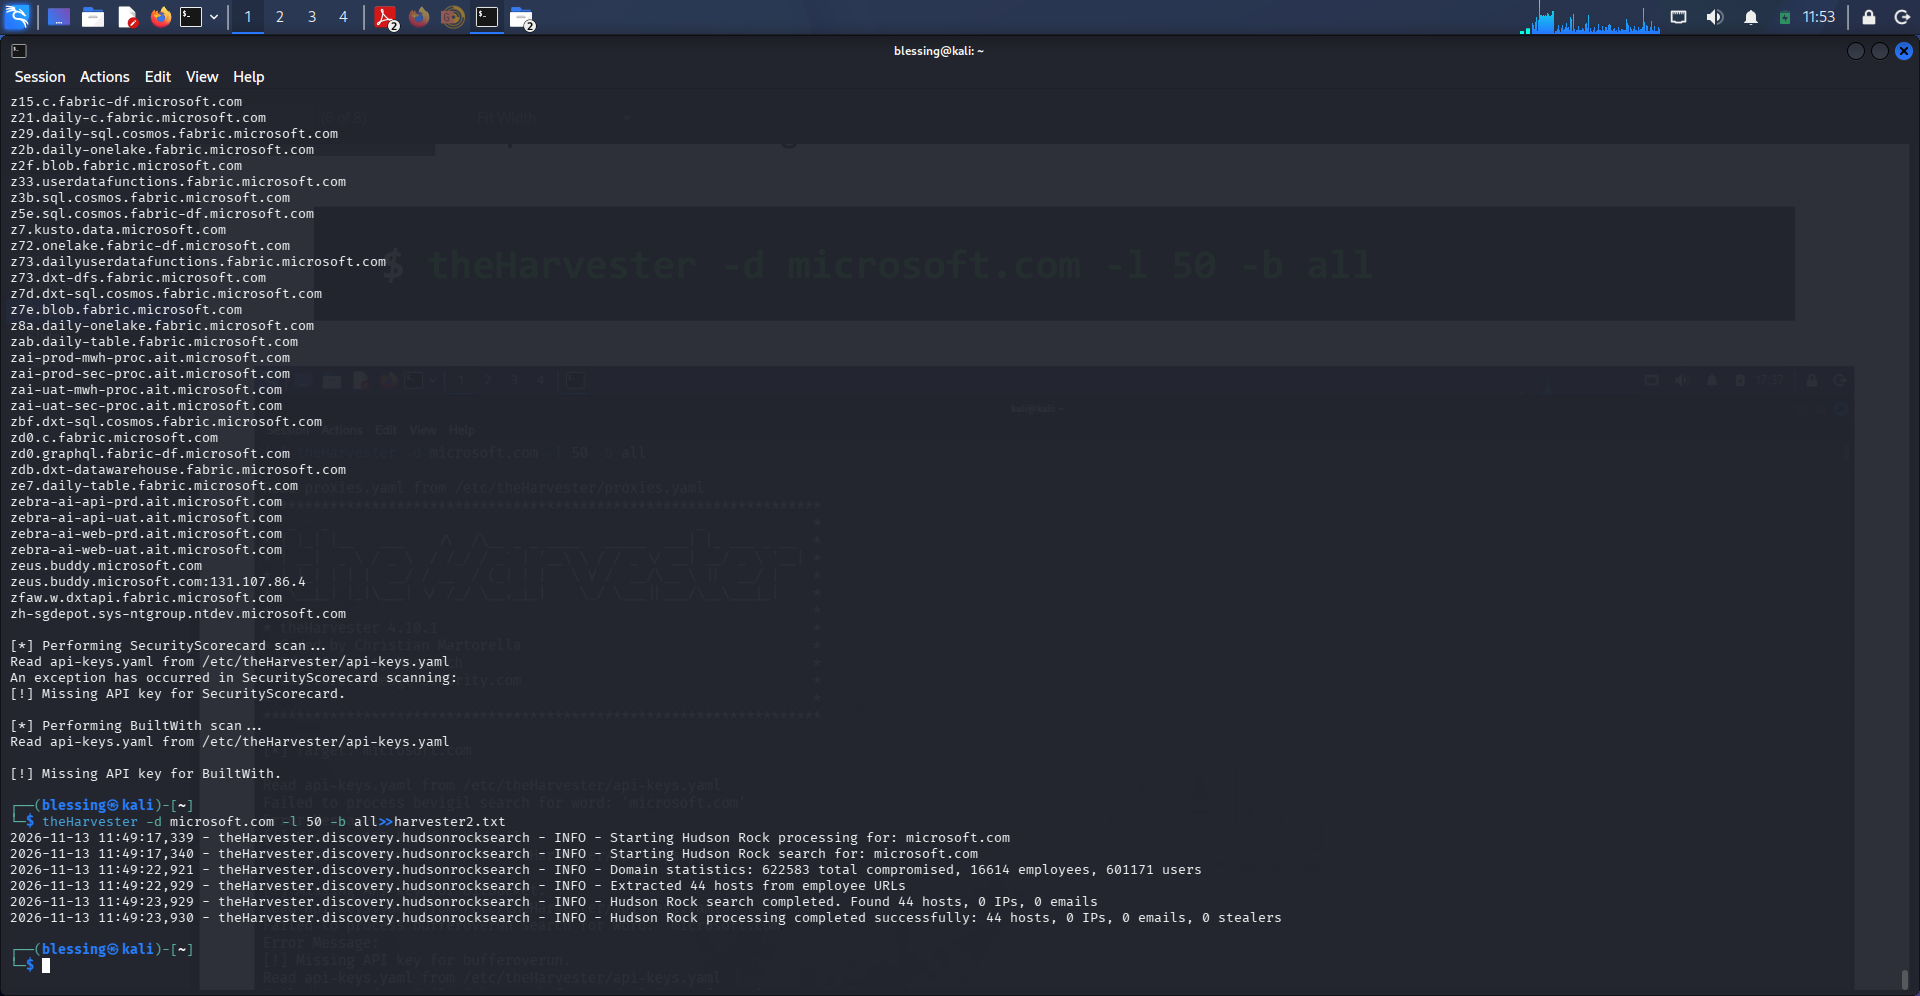 1 2 3 4
2
2
11:53
blessing@kali: ~
Session Actions Edit View Help
z15.c.fabric-df.microsoft.com
z21.daily-c.fabric.microsoft.com
z29.daily-sql.cosmos.fabric.microsoft.com
z2b.daily-onelake.fabric.microsoft.com
z2f.blob.fabric.microsoft.com
z33.userdatafunctions.fabric.microsoft.com
z3b.sql.cosmos.fabric.microsoft.com
z5e.sql.cosmos.fabric-df.microsoft.com
z7.kusto.data.microsoft.com
z72.onelake.fabric-df.microsoft.com
z73.dailyuserdatafunctions.fabric.microsoft.com
$ theHarvester -d microsoft.com -l 50 -b all
z73.dxt-dfs.fabric.microsoft.com
z7d.dxt-sql.cosmos.fabric.microsoft.com
z7e.blob.fabric.microsoft.com
z8a.daily-onelake.fabric.microsoft.com
zab.daily-table.fabric.microsoft.com
zai-prod-mwh-proc.ait.microsoft.com
zai-prod-sec-proc.ait.microsoft.com
zai-uat-mwh-proc.ait.microsoft.com
zai-uat-sec-proc.ait.microsoft.com
zbf.dxt-sql.cosmos.fabric.microsoft.com
zd0.c.fabric.microsoft.com
zd0.graphql.fabric-df.microsoft.com
zdb.dxt-datawarehouse.fabric.microsoft.com
ze7.daily-table.fabric.microsoft.com
zebra-ai-api-prd.ait.microsoft.com
zebra-ai-api-uat.ait.microsoft.com
zebra-ai-web-prd.ait.microsoft.com
zebra-ai-web-uat.ait.microsoft.com
zeus.buddy.microsoft.com
zeus.buddy.microsoft.com:131.107.86.4
zfaw.w.dxtapi.fabric.microsoft.com
zh-sgdepot.sys-ntgroup.ntdev.microsoft.com
[*] Performing SecurityScorecard scan...
Read api-keys.yaml from /etc/theHarvester/api-keys.yaml
An exception has occurred in SecurityScorecard scanning:
[!] Missing API key for SecurityScorecard.
[*] Performing BuiltWith scan...
Read api-keys.yaml from /etc/theHarvester/api-keys.yaml
[!] Missing API key for BuiltWith.
┌──(blessing㉿kali)-[~]
└─$ theHarvester -d microsoft.com -l 50 -b all>>harvester2.txt
2026-11-13 11:49:17,339 - theHarvester.discovery.hudsonrocksearch - INFO - Starting Hudson Rock processing for: microsoft.com
2026-11-13 11:49:17,340 - theHarvester.discovery.hudsonrocksearch - INFO - Starting Hudson Rock search for: microsoft.com
2026-11-13 11:49:22,921 - theHarvester.discovery.hudsonrocksearch - INFO - Domain statistics: 622583 total compromised, 16614 employees, 601171 users
2026-11-13 11:49:22,929 - theHarvester.discovery.hudsonrocksearch - INFO - Extracted 44 hosts from employee URLs
2026-11-13 11:49:23,929 - theHarvester.discovery.hudsonrocksearch - INFO - Hudson Rock search completed. Found 44 hosts, 0 IPs, 0 emails
2026-11-13 11:49:23,930 - theHarvester.discovery.hudsonrocksearch - INFO - Hudson Rock processing completed successfully: 44 hosts, 0 IPs, 0 emails, 0 stealers
┌──(blessing㉿kali)-[~]
└─$